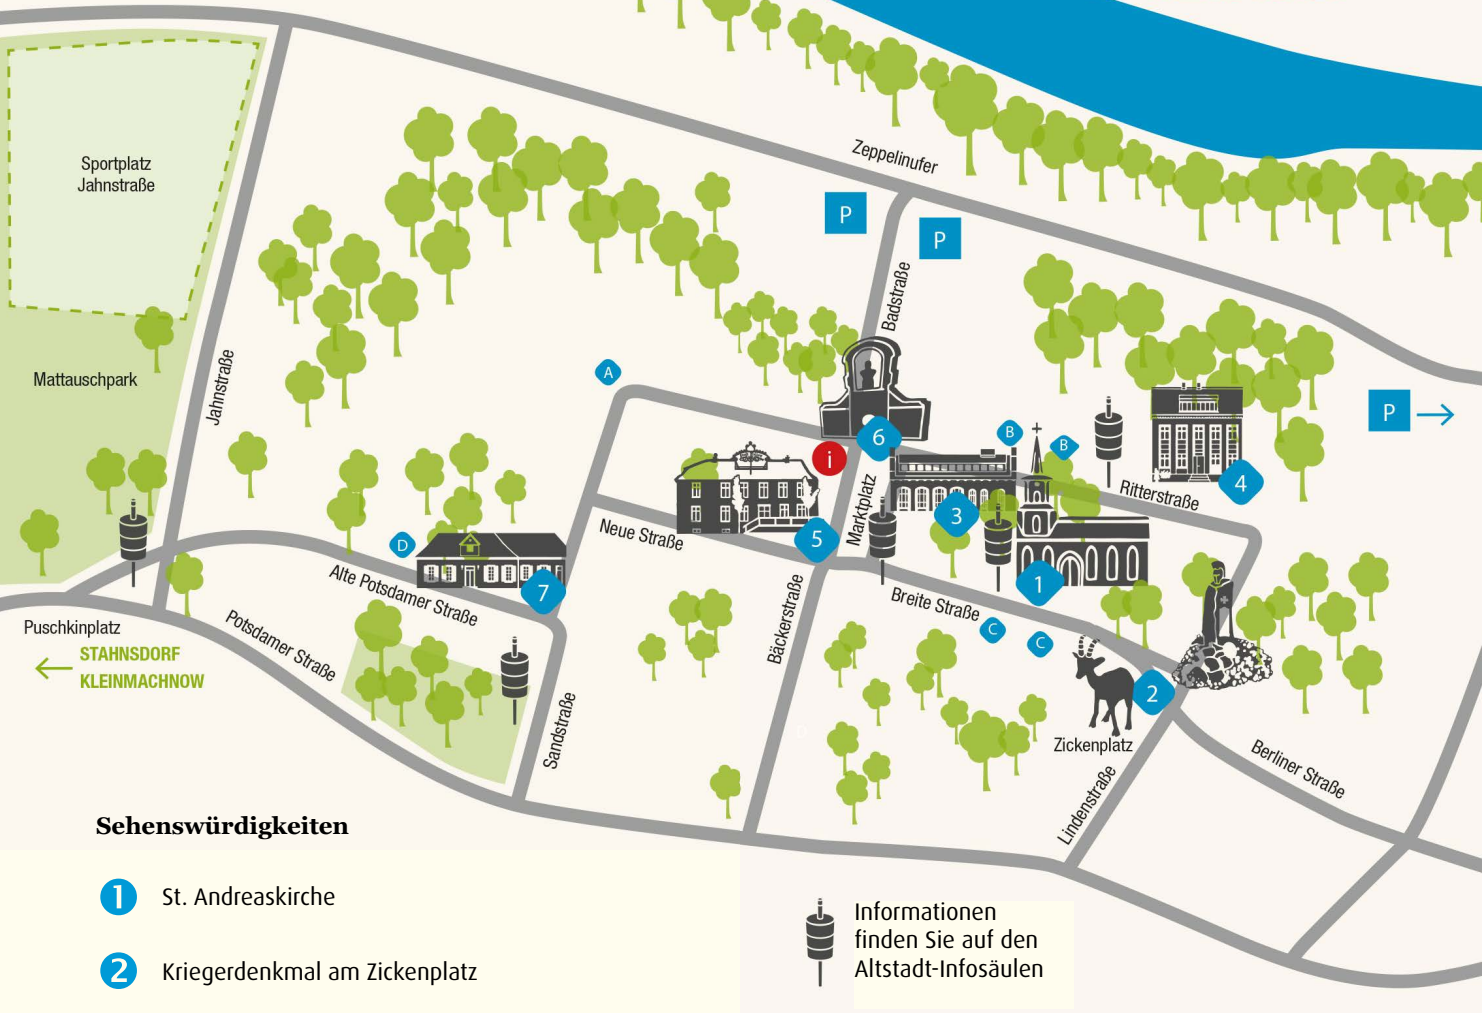 Zeppelinufer
Sportplatz
Jahnstraße
P
P
Badstraße
Mattauschpark
Jahnstraße
A
P
B
B
6
i
4
Ritterstraße
Marktplatz
3
Neue Straße
5
D
1
7
Alte Potsdamer Straße
Breite Straße
C
C
Bäckerstraße
Puschkinplatz
STAHNSDORF
KLEINMACHNOW
Potsdamer Straße
2
Sandstraße
Zickenplatz
Berliner Straße
Lindenstraße
Sehenswürdigkeiten
1 St. Andreaskirche
2 Kriegerdenkmal am Zickenplatz
Informationen
finden Sie auf den
Altstadt-Infosäulen